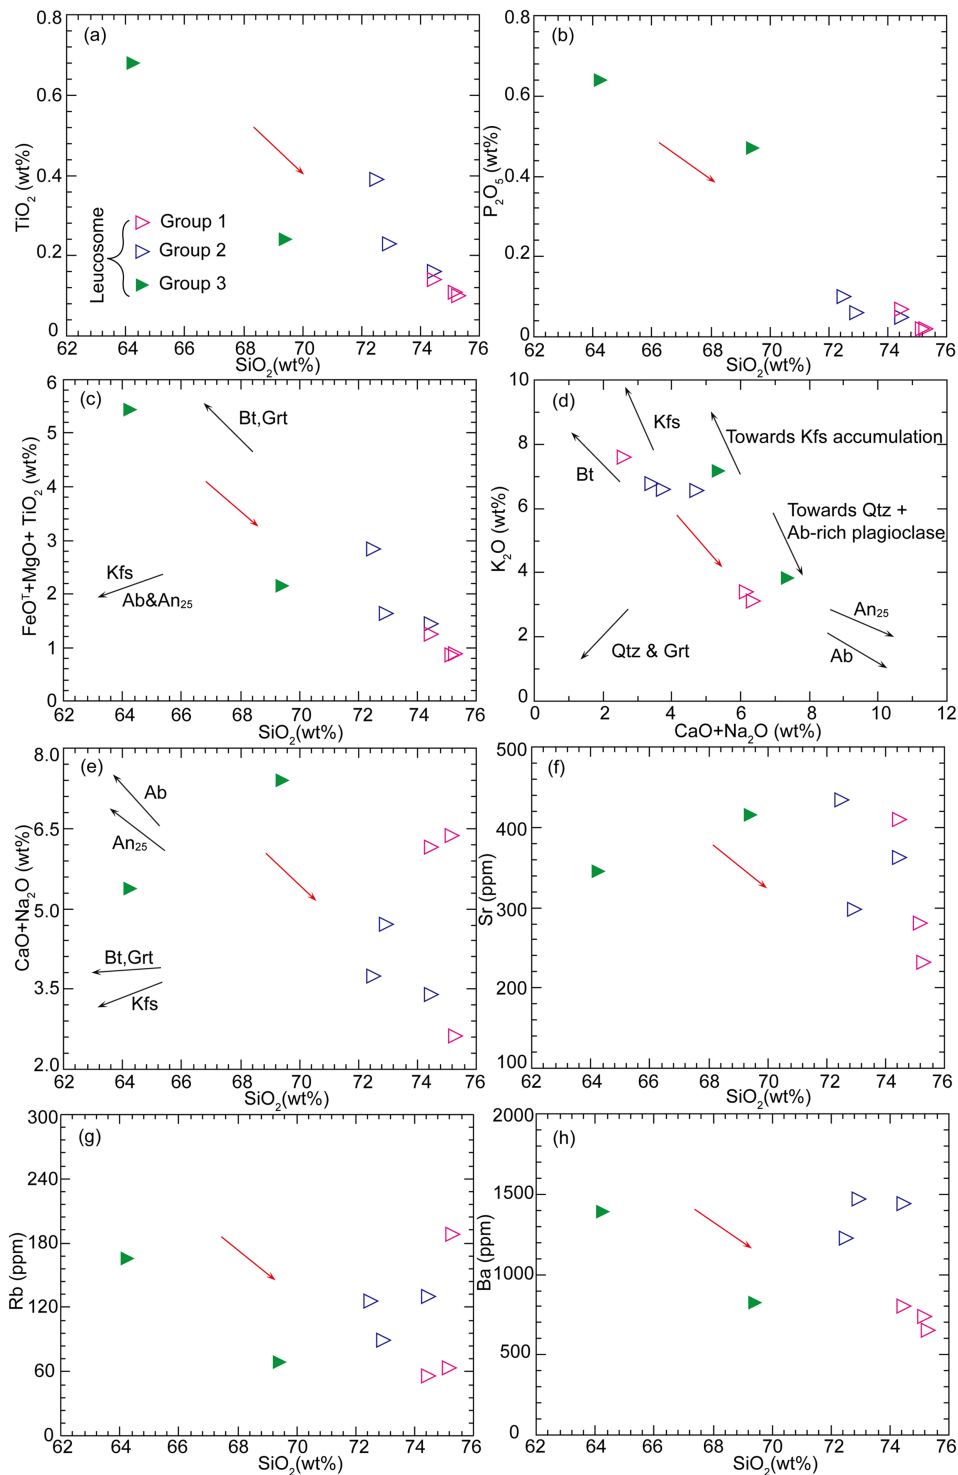 (a)
0.8
0.6
0.4
0.2
0
TiO2 (wt%)
Leucosome
Group 1
Group 2
Group 3
62 64 66 68 70 72 74 76
SiO2(wt%)
(b)
0.8
0.6
0.4
0.2
0
P2O5 (wt%)
62 64 66 68 70 72 74 76
SiO2(wt%)
(c)
6
5
4
3
2
1
0
FeOT+MgO+ TiO2 (wt%)
Bt,Grt
Kfs
Ab&An25
62 64 66 68 70 72 74 76
SiO2(wt%)
(d)
10
8
6
4
2
0
K2O (wt%)
Kfs
Towards Kfs accumulation
Bt
Towards Qtz +
Ab-rich plagioclase
An25
Qtz & Grt
Ab
0 2 4 6 8 10 12
CaO+Na2O (wt%)
(e)
8.0
6.5
5.0
3.5
2.0
CaO+Na2O (wt%)
Ab
An25
Bt,Grt
Kfs
62 64 66 68 70 72 74 76
SiO2(wt%)
(f)
500
400
300
200
100
Sr (ppm)
62 64 66 68 70 72 74 76
SiO2(wt%)
(g)
300
240
180
120
60
0
Rb (ppm)
62 64 66 68 70 72 74 76
SiO2(wt%)
(h)
2000
1500
1000
500
0
Ba (ppm)
62 64 66 68 70 72 74 76
SiO2(wt%)